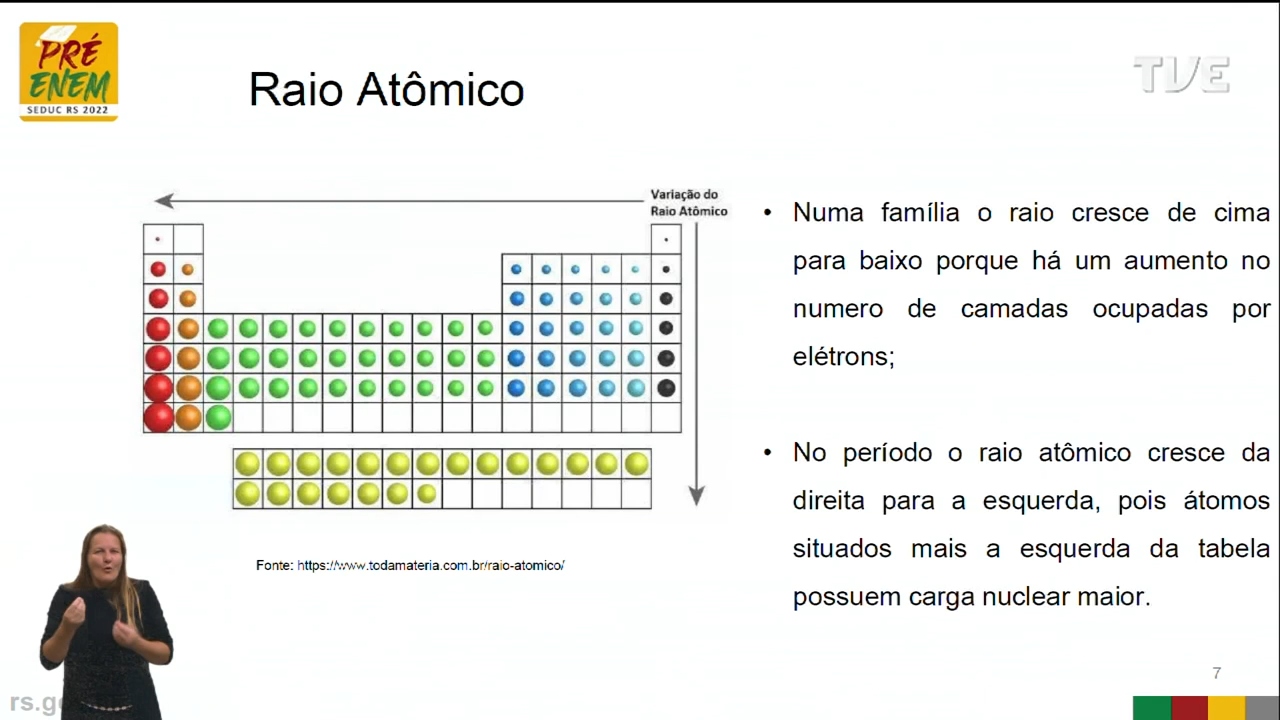 PRÉ
ENEM
SEDUC RS 2022
Raio Atômico
TVE
Variação do
Raio Atômico
• Numa família o raio cresce de cima
para baixo porque há um aumento no
numero de camadas ocupadas por
elétrons;
• No período o raio atômico cresce da
direita para a esquerda, pois átomos
situados mais a esquerda da tabela
possuem carga nuclear maior.
Fonte: https://www.todamateria.com.br/raio-atomico/
7